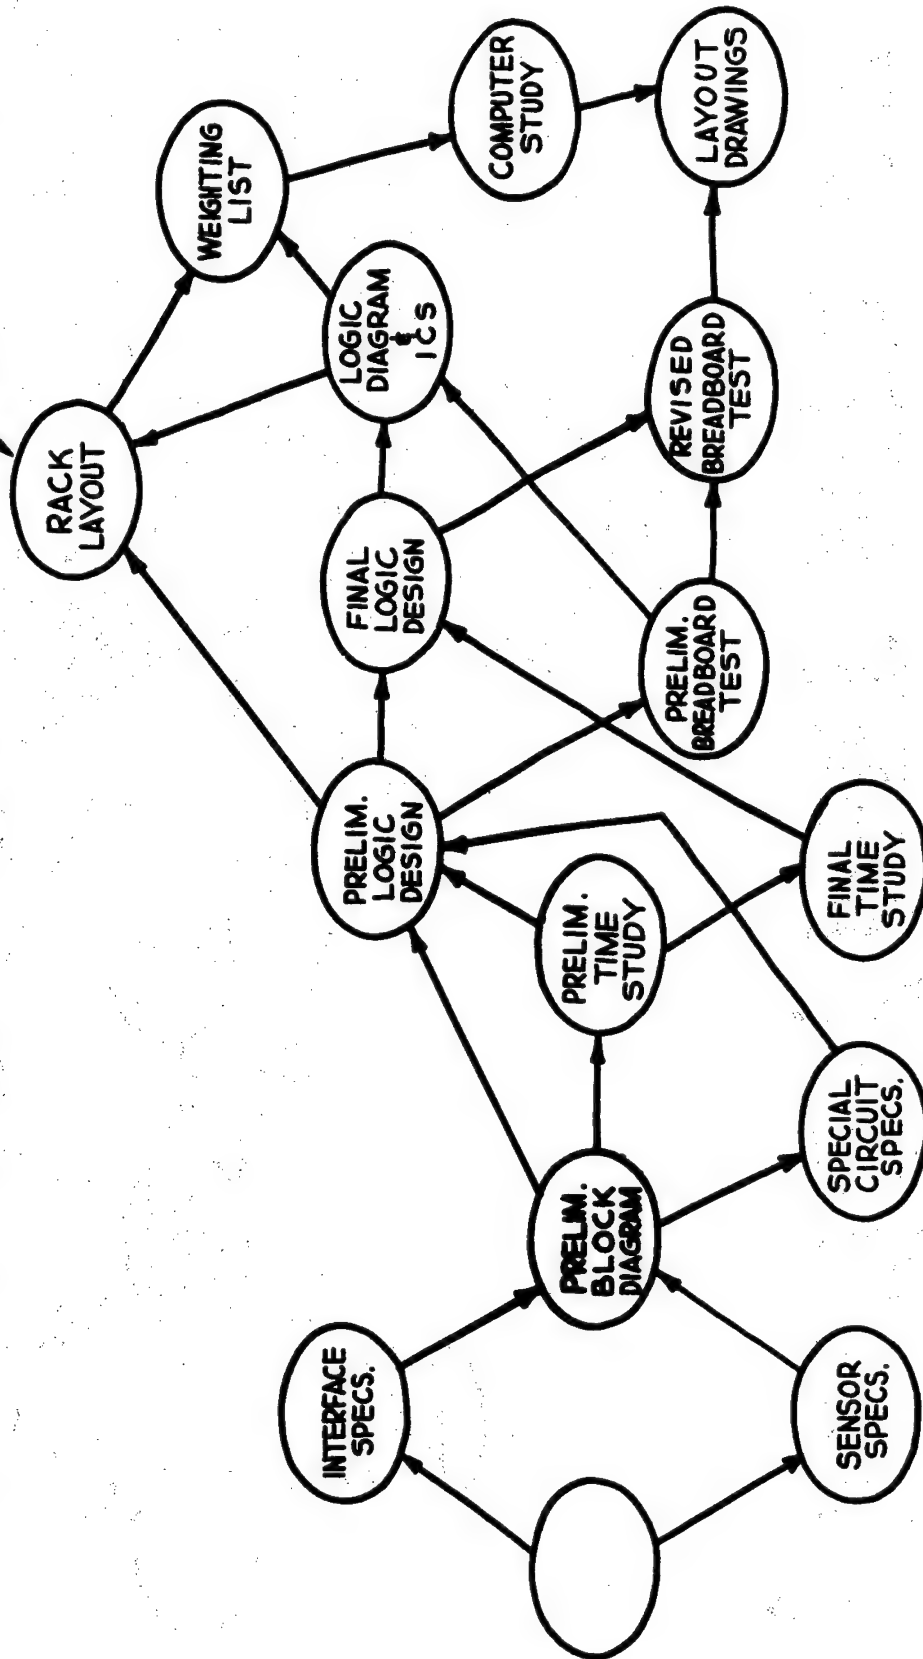 INTERFACE
SPECS.
SENSOR
SPECS.
PRELIM.
BLOCK
DIAGRAM
SPECIAL
CIRCUIT
SPECS.
PRELIM.
TIME
STUDY
FINAL
TIME
STUDY
PRELIM.
LOGIC
DESIGN
PRELIM.
BREADBOARD
TEST
FINAL
LOGIC
DESIGN
RACK
LAYOUT
REVISED
BREADBOARD
TEST
LOGIC
DIAGRAM
&
ICS
WEIGHTING
LIST
COMPUTER
STUDY
LAYOUT
DRAWINGS